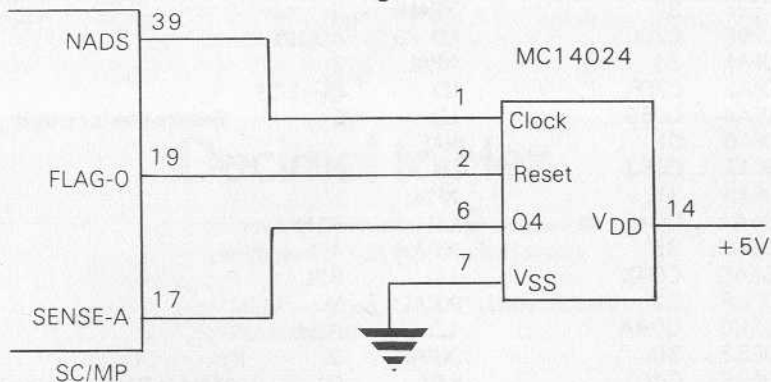 39
NADS
MC14024
1
Clock
19
2
FLAG-0
Reset
6
Q4
VDD
14
+5V
7
VSS
17
SENSE-A
SC/MP